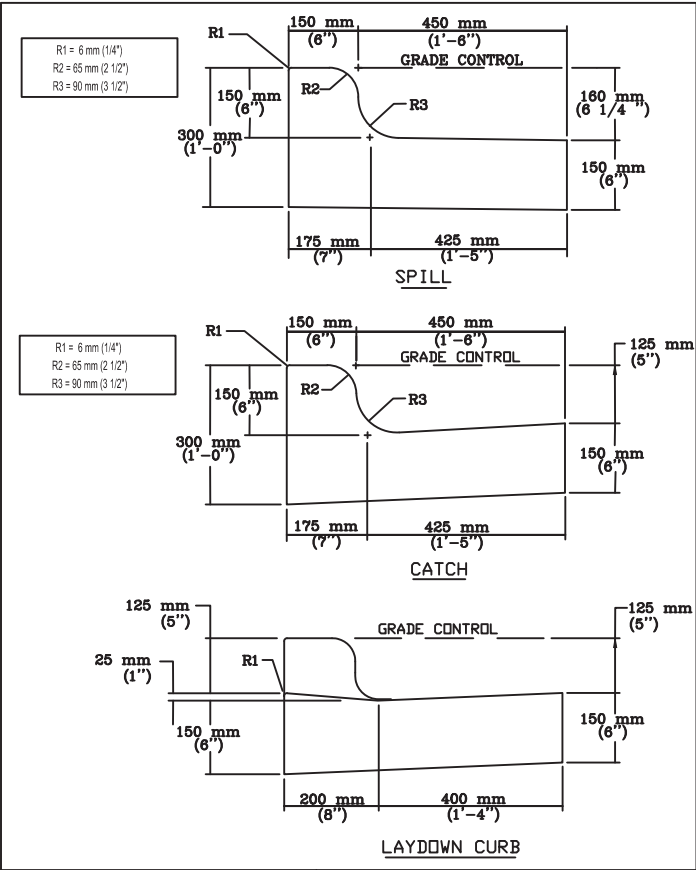 R1 = 6 mm (1/4")
R2 = 65 mm (2 1/2")
R3 = 90 mm (3 1/2")
R1
150 mm
(6")
450 mm
(1'-6")
GRADE CONTROL
R2
R3
150 mm
(6")
300 mm
(1'-0")
160 mm
(6 1/4 ")
150 mm
(6")
175 mm
(7")
425 mm
(1'-5")
SPILL
R1 = 6 mm (1/4")
R2 = 65 mm (2 1/2")
R3 = 90 mm (3 1/2")
R1
150 mm
(6")
450 mm
(1'-6")
GRADE CONTROL
125 mm
(5")
R2
R3
150 mm
(6")
300 mm
(1'-0")
150 mm
(6")
175 mm
(7")
425 mm
(1'-5")
CATCH
125 mm
(5")
GRADE CONTROL
125 mm
(5")
25 mm
(1")
R1
150 mm
(6")
150 mm
(6")
200 mm
(8")
400 mm
(1'-4")
LAYDOWN CURB